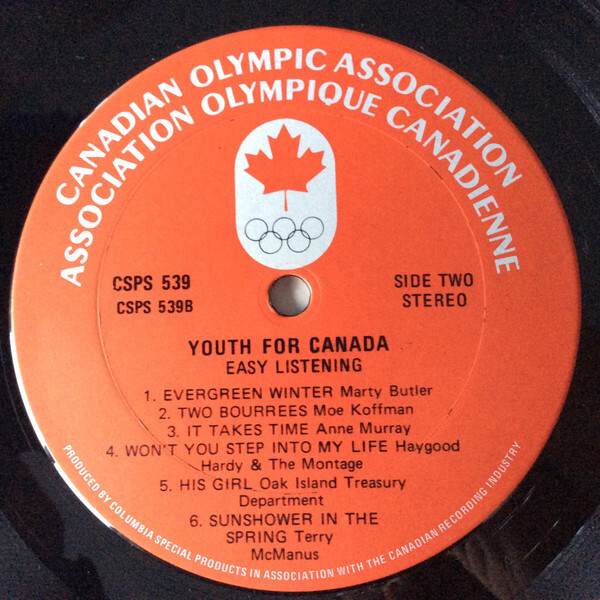 CANADIAN OLYMPIC ASSOCIATION
ASSOCIATION OLYMPIQUE CANADIENNE
CSPS 539
CSPS 539B
SIDE TWO
STEREO
YOUTH FOR CANADA
EASY LISTENING
1. EVERGREEN WINTER Marty Butler
2. TWO BOURREES Moe Koffman
3. IT TAKES TIME Anne Murray
4. WON'T YOU STEP INTO MY LIFE Haygood
Hardy & The Montage
5. HIS GIRL Oak Island Treasury
Department
6. SUNSHOWER IN THE
SPRING Terry
McManus
PRODUCED BY COLUMBIA SPECIAL PRODUCTS IN ASSOCIATION WITH THE CANADIAN RECORDING INDUSTRY